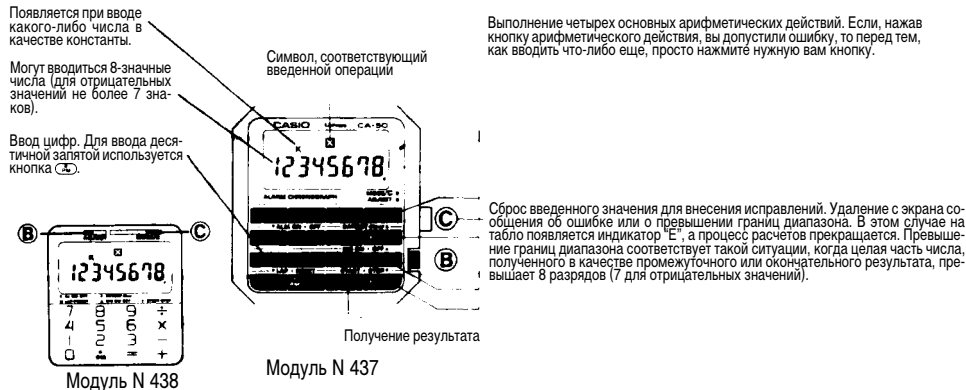 Появляется при вводе
какого-либо числа в
качестве константы.
Могут вводиться 8-значные
числа (для отрицательных
значений не более 7 зна-
ков).
Ввод цифр. Для ввода деся-
тичной запятой используется
кнопка
Символ, соответствующий
введенной операции
CASIO CA-50
K
12345678.
ALARM CHRONOGRAPH
C
B
Получение результата
Модуль N 437
B C
K
12345678
7 8 9 ÷
4 5 6 ×
1 2 3 −
0 . = +
Модуль N 438
Выполнение четырех основных арифметических действий. Если, нажав
кнопку арифметического действия, вы допустили ошибку, то перед тем,
как вводить что-либо еще, просто нажмите нужную вам кнопку.
Сброс введенного значения для внесения исправлений. Удаление с экрана со-
общения об ошибке или о превышении границ диапазона. В этом случае на
табло появляется индикатор "E", а процесс расчетов прекращается. Превыше-
ние границ диапазона соответствует такой ситуации, когда целая часть числа,
полученного в качестве промежуточного или окончательного результата, пре-
вышает 8 разрядов (7 для отрицательных значений).